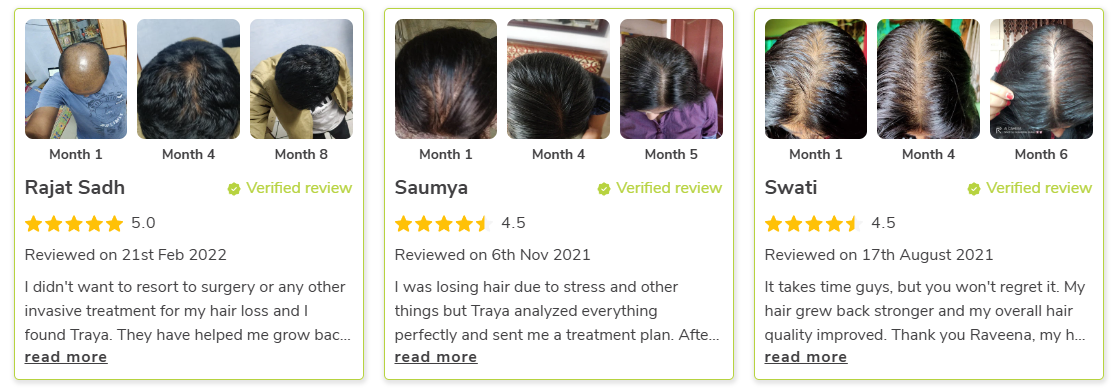 Month 1
Month 4
Month 8
Rajat Sadh
Verified review
5.0
Reviewed on 21st Feb 2022
I didn't want to resort to surgery or any other
invasive treatment for my hair loss and I
found Traya. They have helped me grow bac...
read more
Month 1
Month 4
Month 5
Saumya
Verified review
4.5
Reviewed on 6th Nov 2021
I was losing hair due to stress and other
things but Traya analyzed everything
perfectly and sent me a treatment plan. Afte...
read more
Month 1
Month 4
Month 6
Swati
Verified review
4.5
Reviewed on 17th August 2021
It takes time guys, but you won't regret it. My
hair grew back stronger and my overall hair
quality improved. Thank you Raveena, my h...
read more